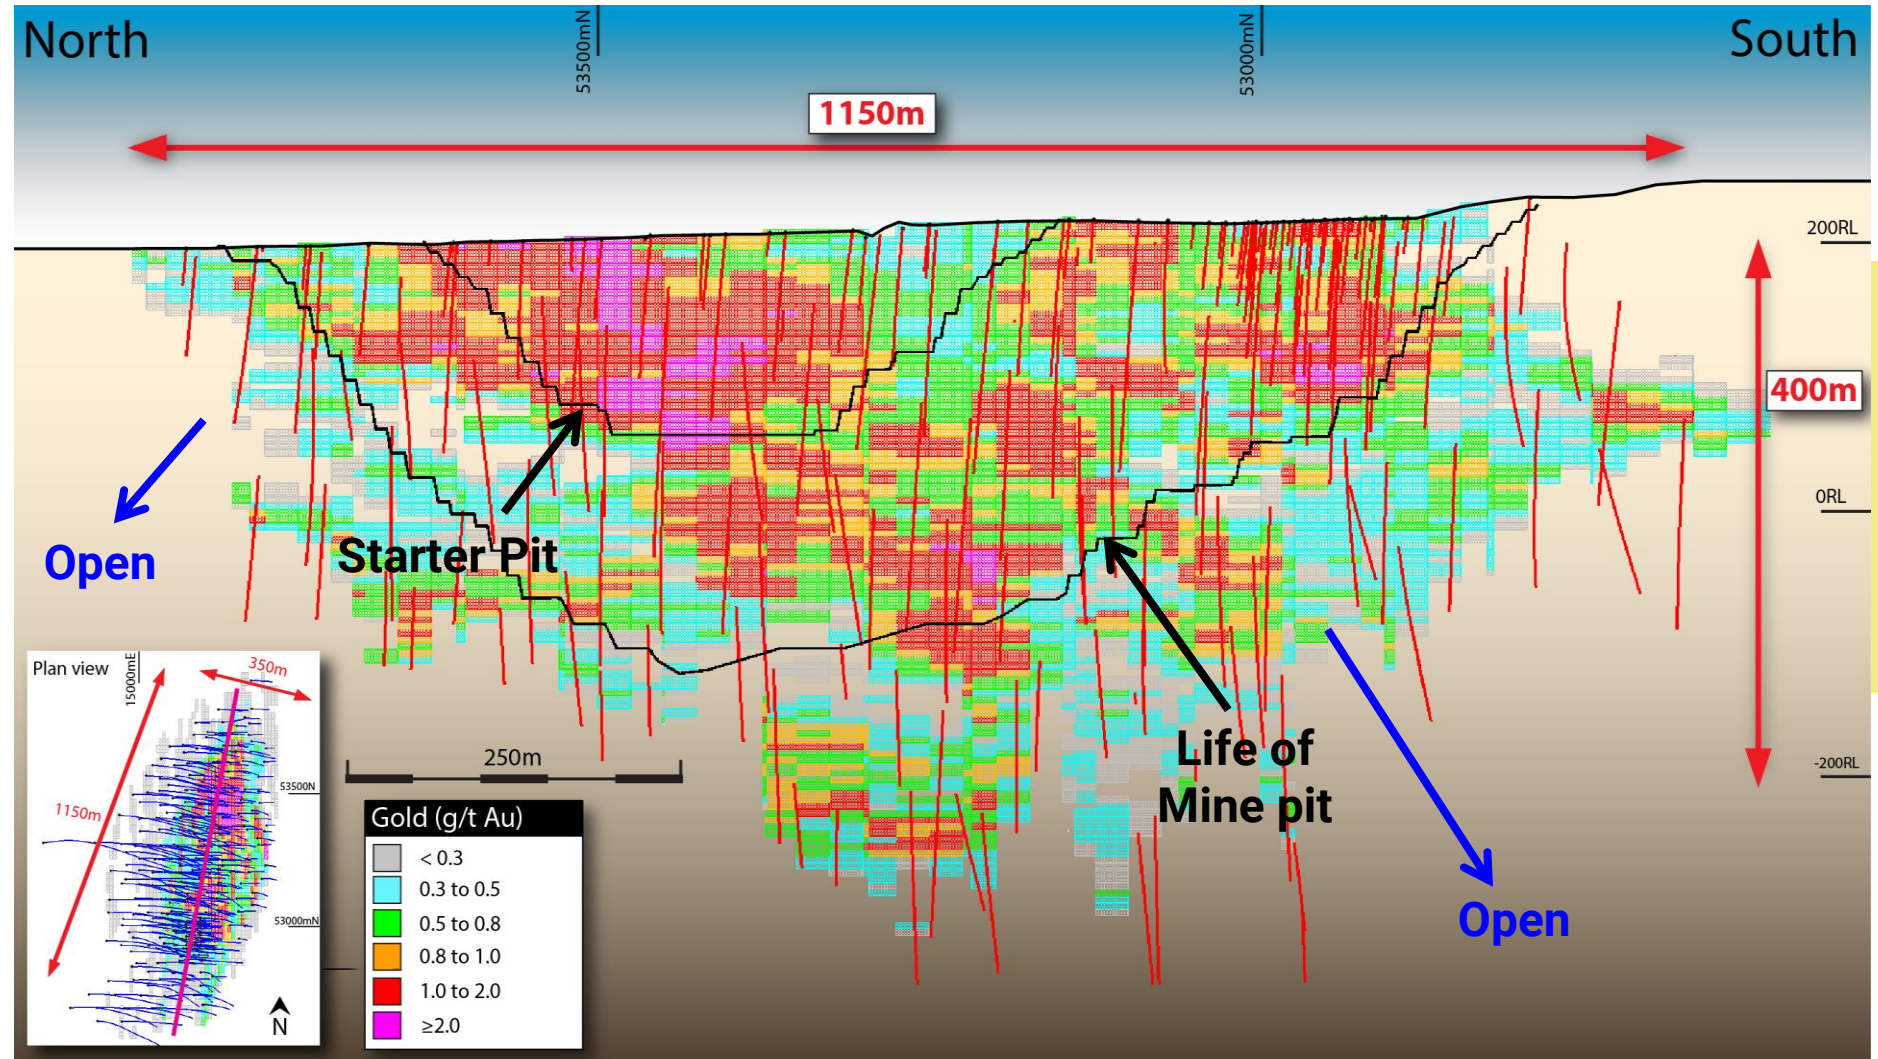 North
53500mN
53000mN
South
1150m
200RL
400m
0RL
-200RL
Open
Starter Pit
Life of
Mine pit
Open
Plan view
15000mE
350m
1150m
53500N
53000mN
N
250m
Gold (g/t Au)
< 0.3
0.3 to 0.5
0.5 to 0.8
0.8 to 1.0
1.0 to 2.0
≥2.0